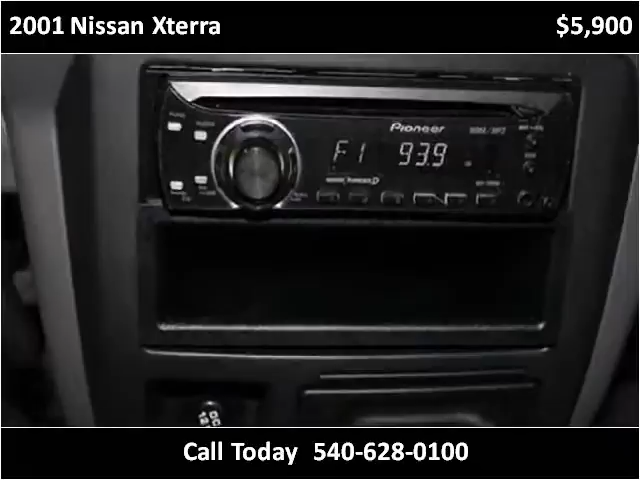 2001 Nissan Xterra $5,900
Pioneer
F1 93.9
Call Today 540-628-0100